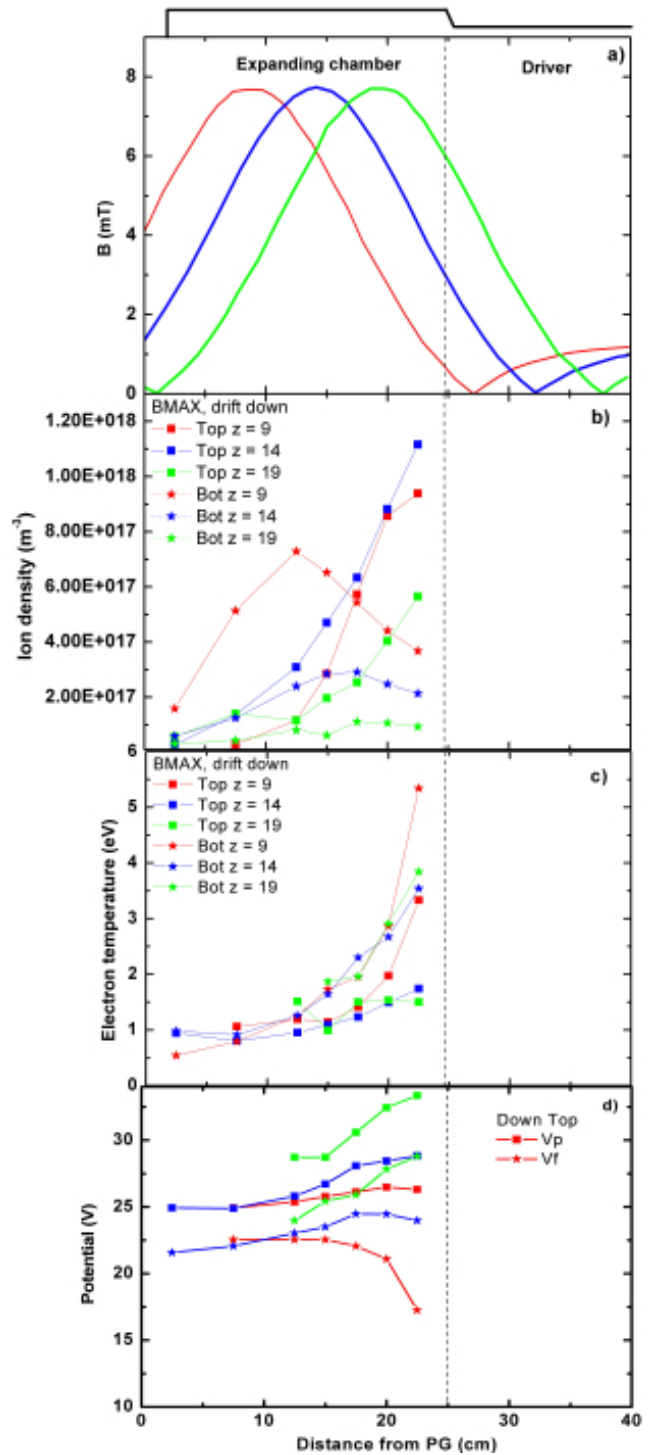 Expanding chamber Driver a)
8
6
4
2
0
B (mT)
BMAX, drift down b)
Top z = 9
Top z = 14
Top z = 19
Bot z = 9
Bot z = 14
Bot z = 19
1.20E+018
1.00E+018
8.00E+017
6.00E+017
4.00E+017
2.00E+017
Ion density (m-3)
6
BMAX, drift down c)
Top z = 9
Top z = 14
Top z = 19
Bot z = 9
Bot z = 14
Bot z = 19
5
4
3
2
1
0
Electron temperature (eV)
d)
Down Top
Vp
Vf
30
25
20
15
10
Potential (V)
0 10 20 30 40
Distance from PG (cm)